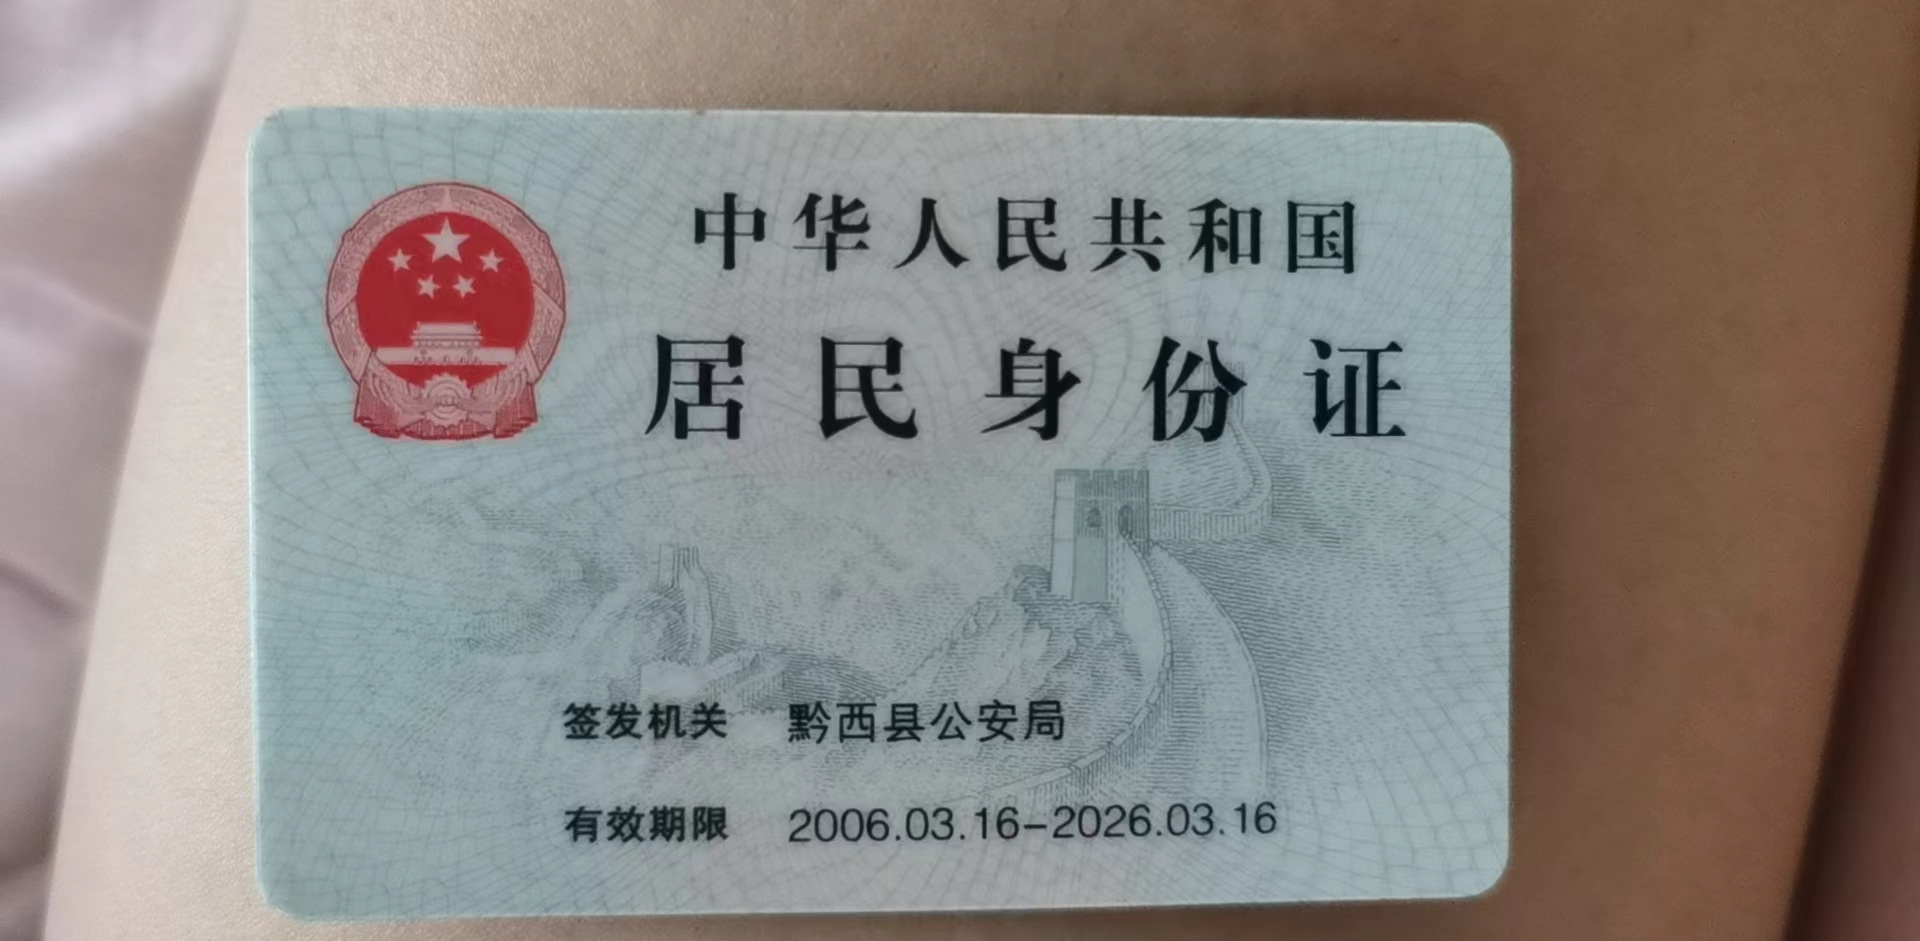 中华人民共和国
居民身份证
签发机关 黔西县公安局
有效期限 2006.03.16-2026.03.16